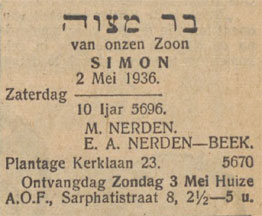 בר מצוה
van onzen Zoon
SIMON
2 Mei 1936.
Zaterdag
10 Ijar 5696.
M. NERDEN.
E. A. NERDEN—BEEK.
Plantage Kerklaan 23. 5670
Ontvangdag Zondag 3 Mei Huize
A.O.F., Sarphatistraat 8, 2½—5 u.